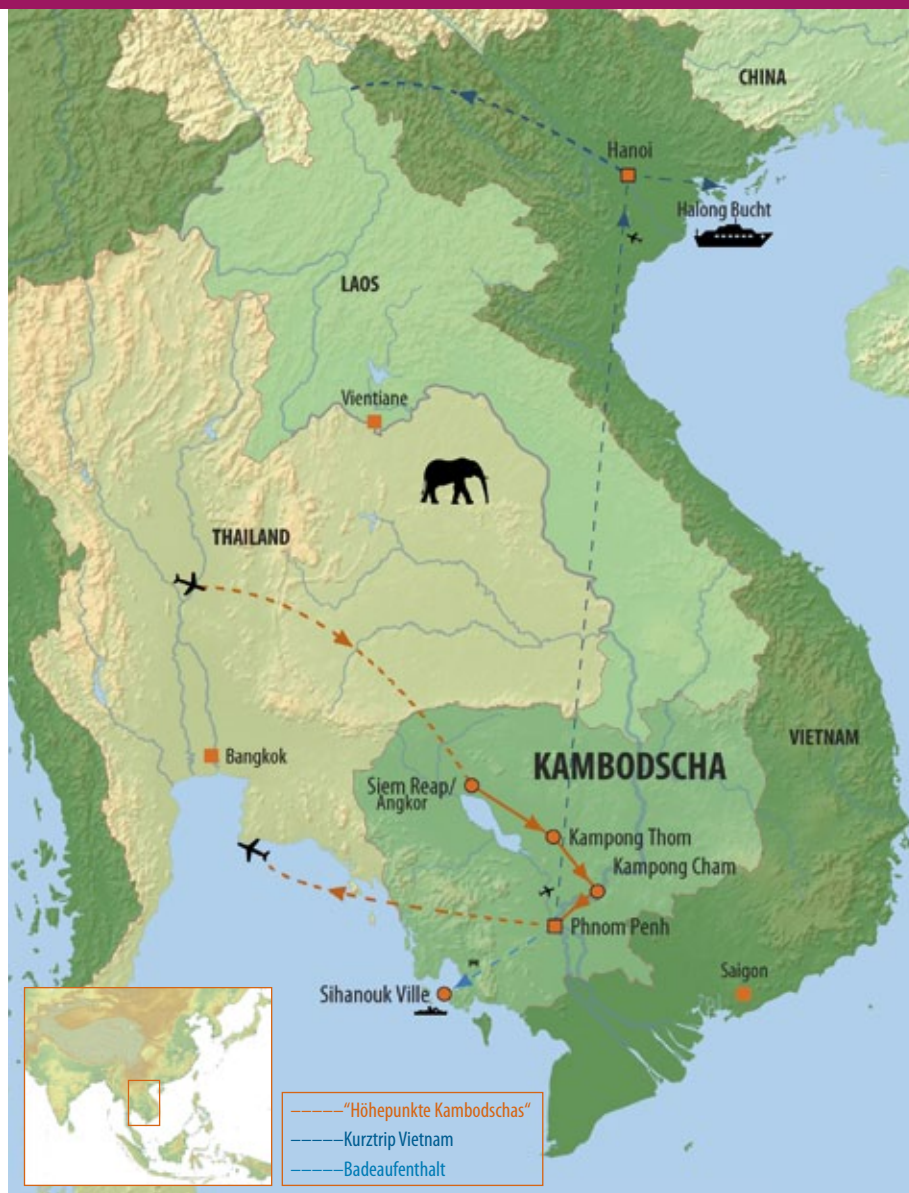 CHINA
Hanoi
Halong Bucht
LAOS
Vientiane
THAILAND
Bangkok
KAMBODSCHA
VIETNAM
Siem Reap/
Angkor
Kampong Thom
Kampong Cham
Phnom Penh
Sihanouk Ville
Saigon
-----“Höhepunkte Kambodschas“
-----Kurztrip Vietnam
-----Badeaufenthalt